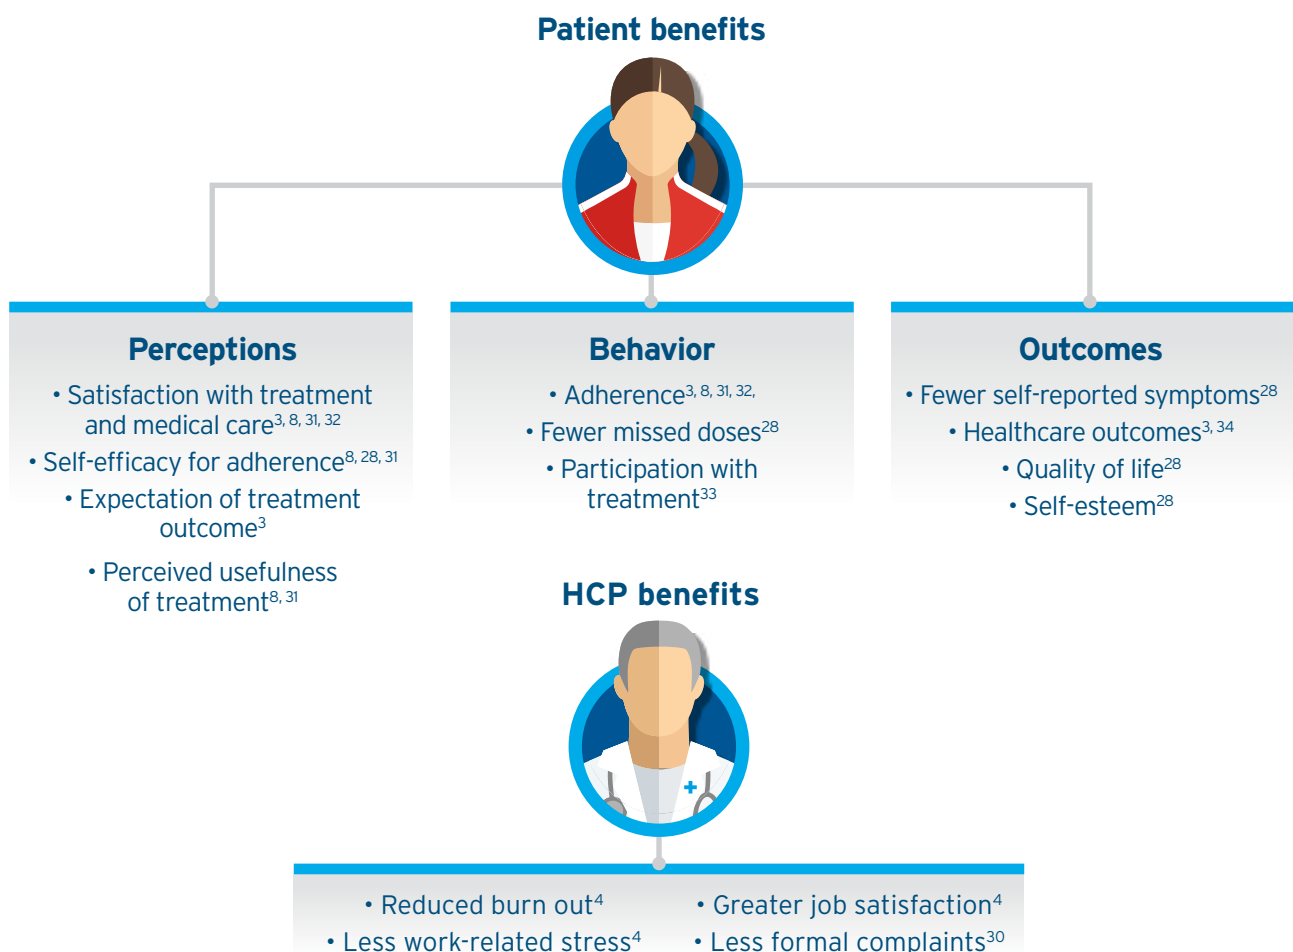 Patient benefits
Perceptions
• Satisfaction with treatment
and medical care3, 8, 31, 32
• Self-efficacy for adherence8, 28, 31
• Expectation of treatment
outcome3
• Perceived usefulness
of treatment8, 31
Behavior
• Adherence3, 8, 31, 32,
• Fewer missed doses28
• Participation with
treatment33
Outcomes
• Fewer self-reported symptoms28
• Healthcare outcomes3, 34
• Quality of life28
• Self-esteem28
HCP benefits
• Reduced burn out4
• Less work-related stress4
• Greater job satisfaction4
• Less formal complaints30